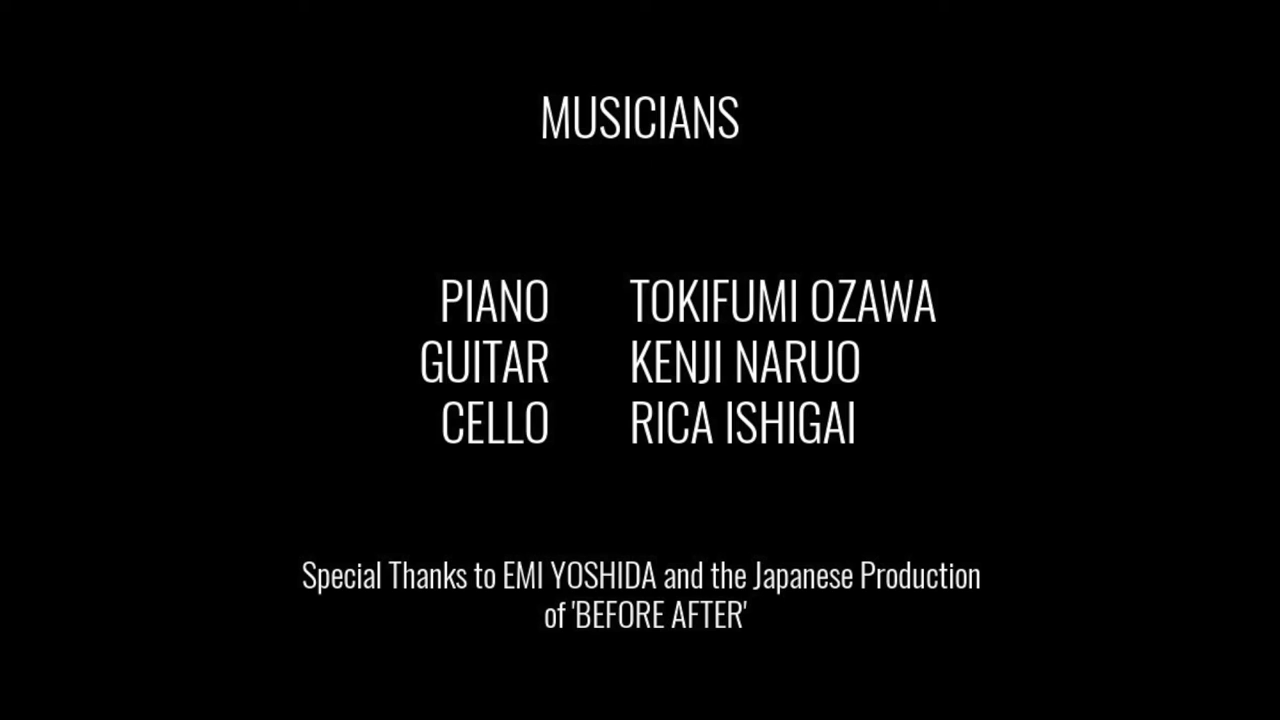 MUSICIANS
PIANO TOKIFUMI OZAWA
GUITAR KENJI NARUO
CELLO RICA ISHIGAI
Special Thanks to EMI YOSHIDA and the Japanese Production
of 'BEFORE AFTER'